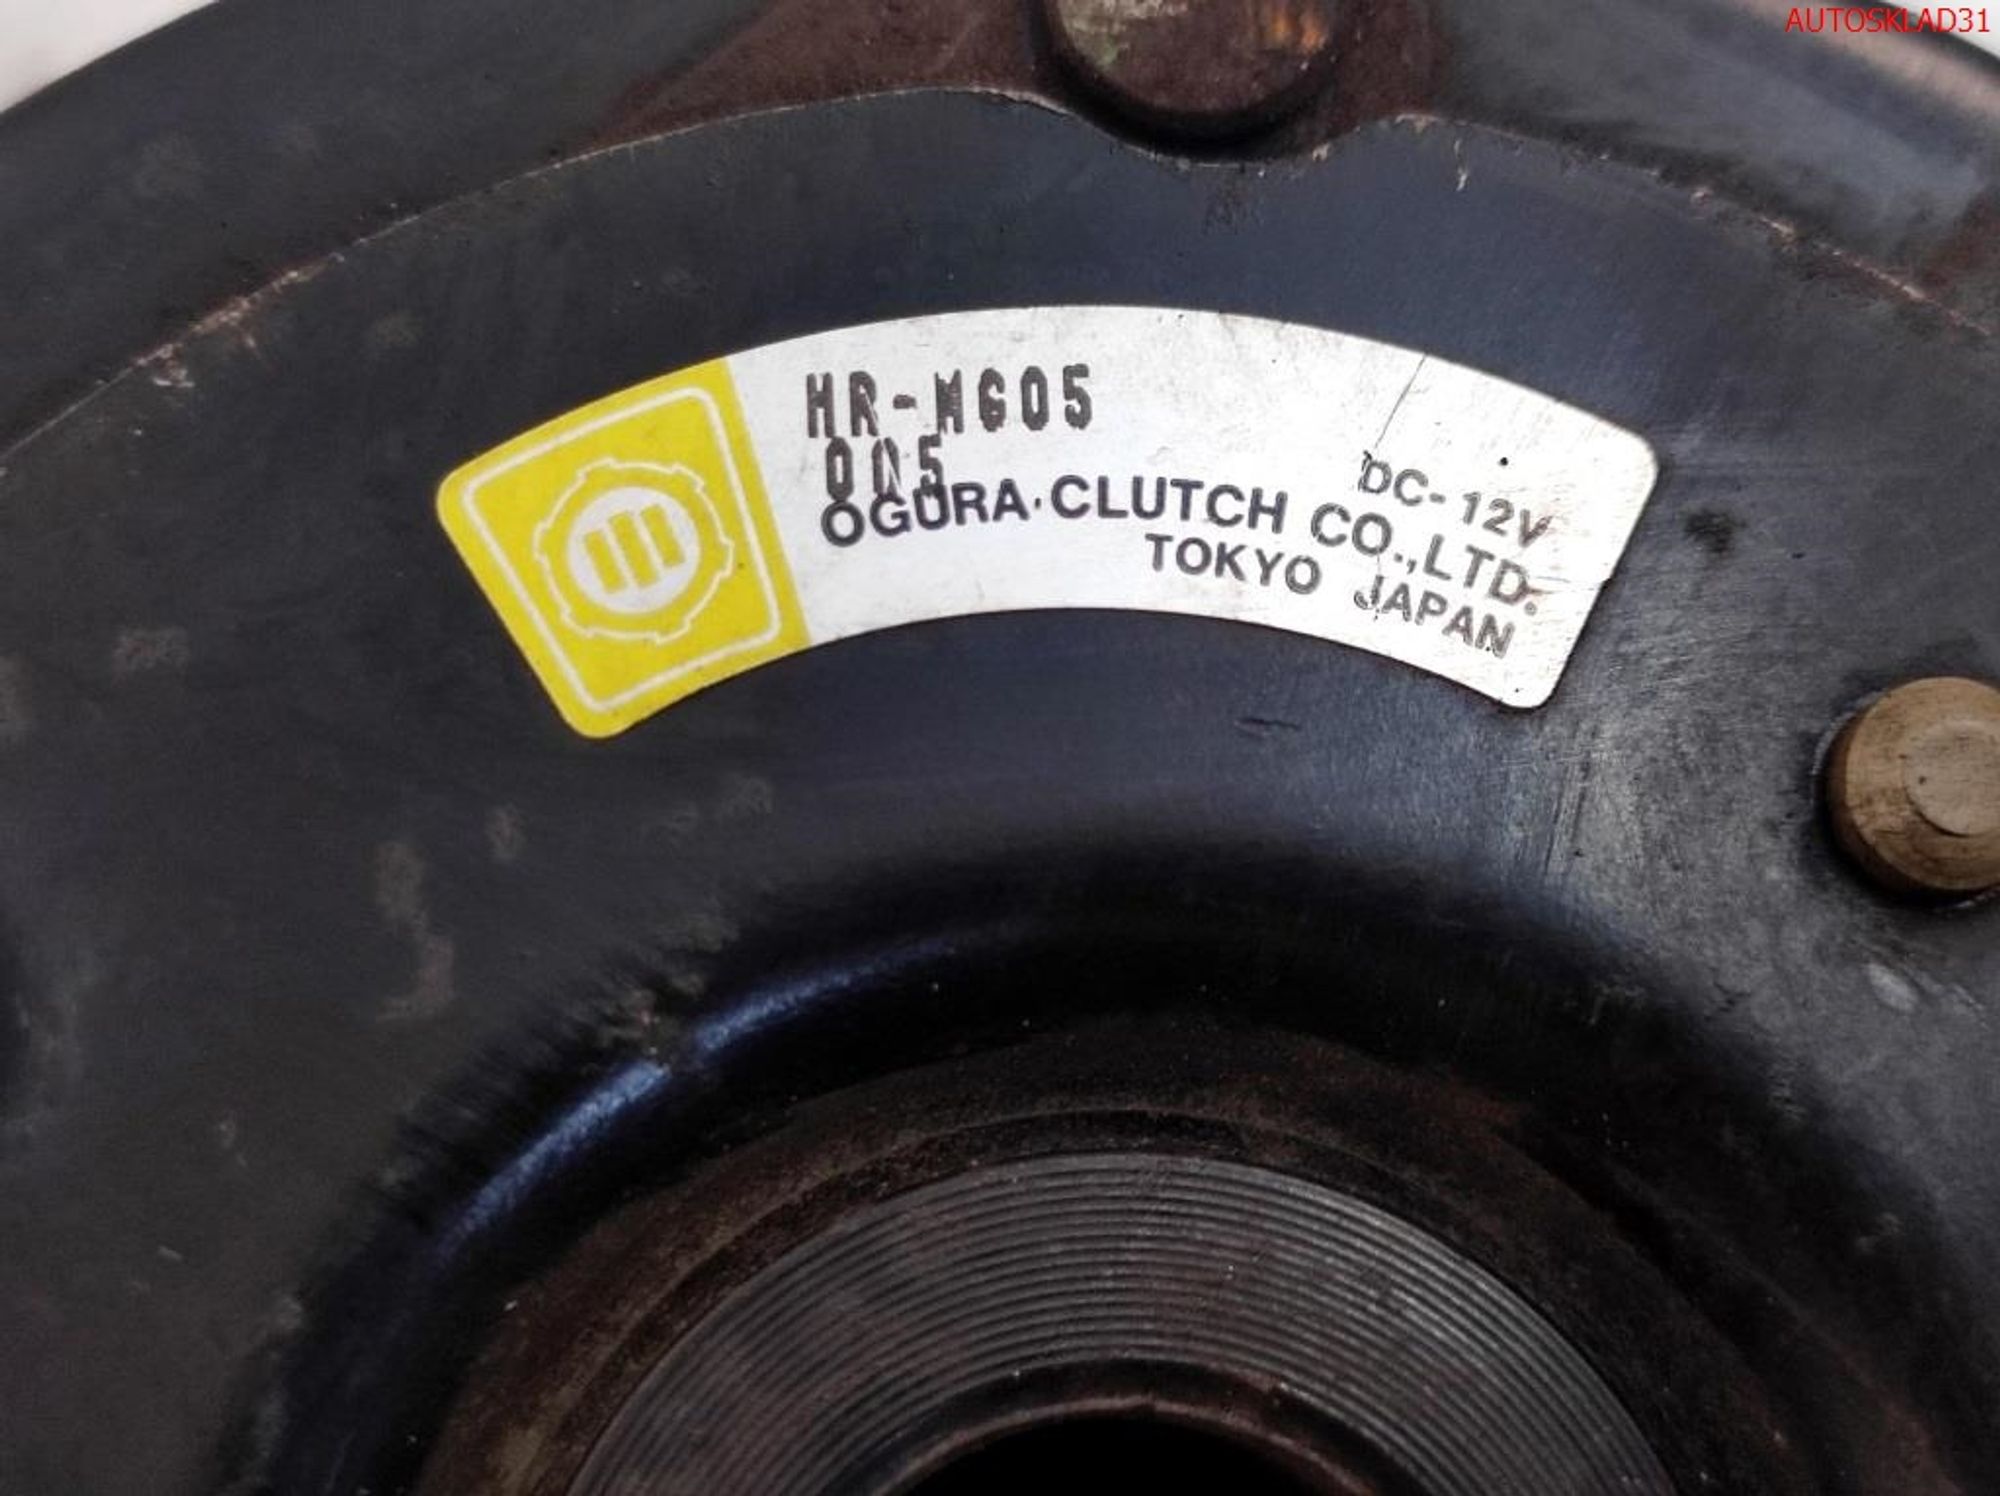 AUTOSKLAD31
HR-MG05
005
DC-12V
OGURA·CLUTCH CO.,LTD.
TOKYO JAPAN